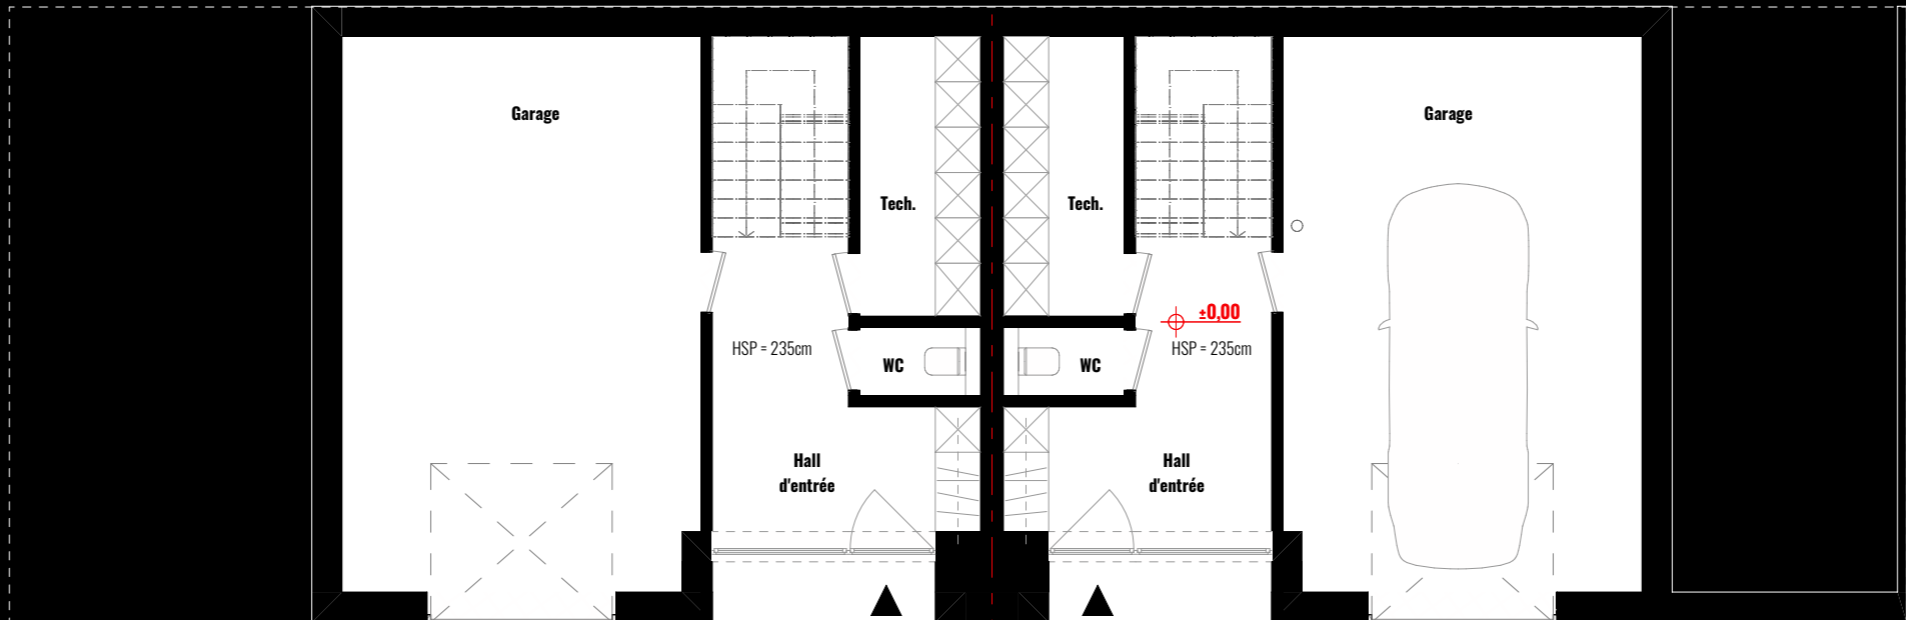 Garage
Garage
Tech.
Tech.
±0,00
HSP = 235cm
HSP = 235cm
WC
WC
Hall
d'entrée
Hall
d'entrée